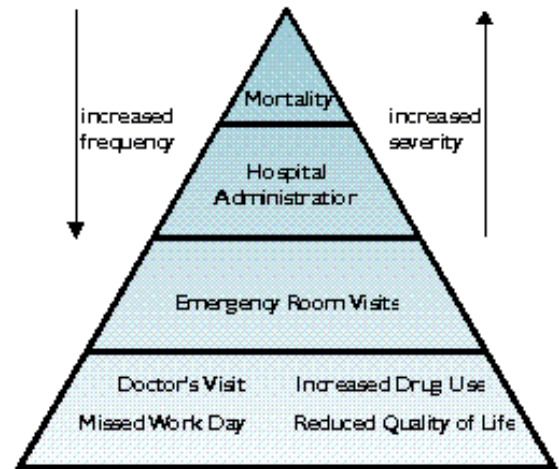 Mortality
increased
frequency
increased
severity
Hospital
Administration
Emergency Room Visits
Doctor's Visit Increased Drug Use
Missed Work Day Reduced Quality of Life